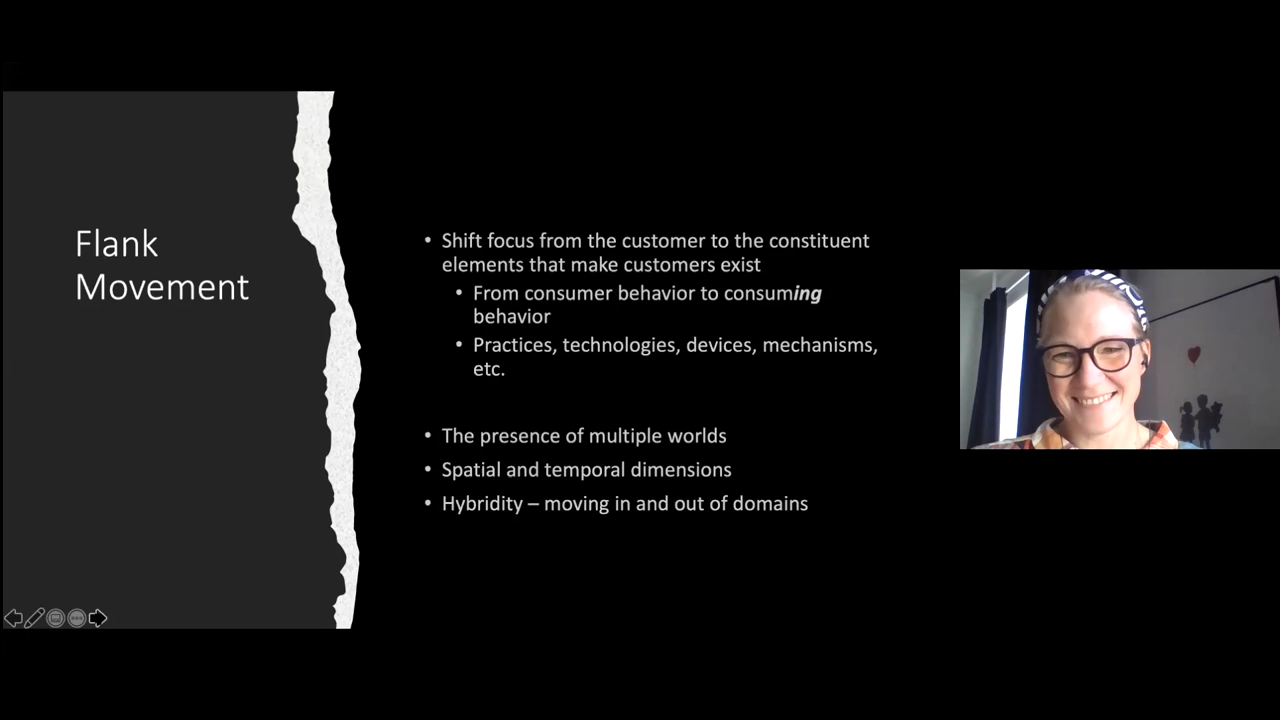 Flank
Movement
• Shift focus from the customer to the constituent
elements that make customers exist
• From consumer behavior to consuming
behavior
• Practices, technologies, devices, mechanisms,
etc.
• The presence of multiple worlds
• Spatial and temporal dimensions
• Hybridity – moving in and out of domains